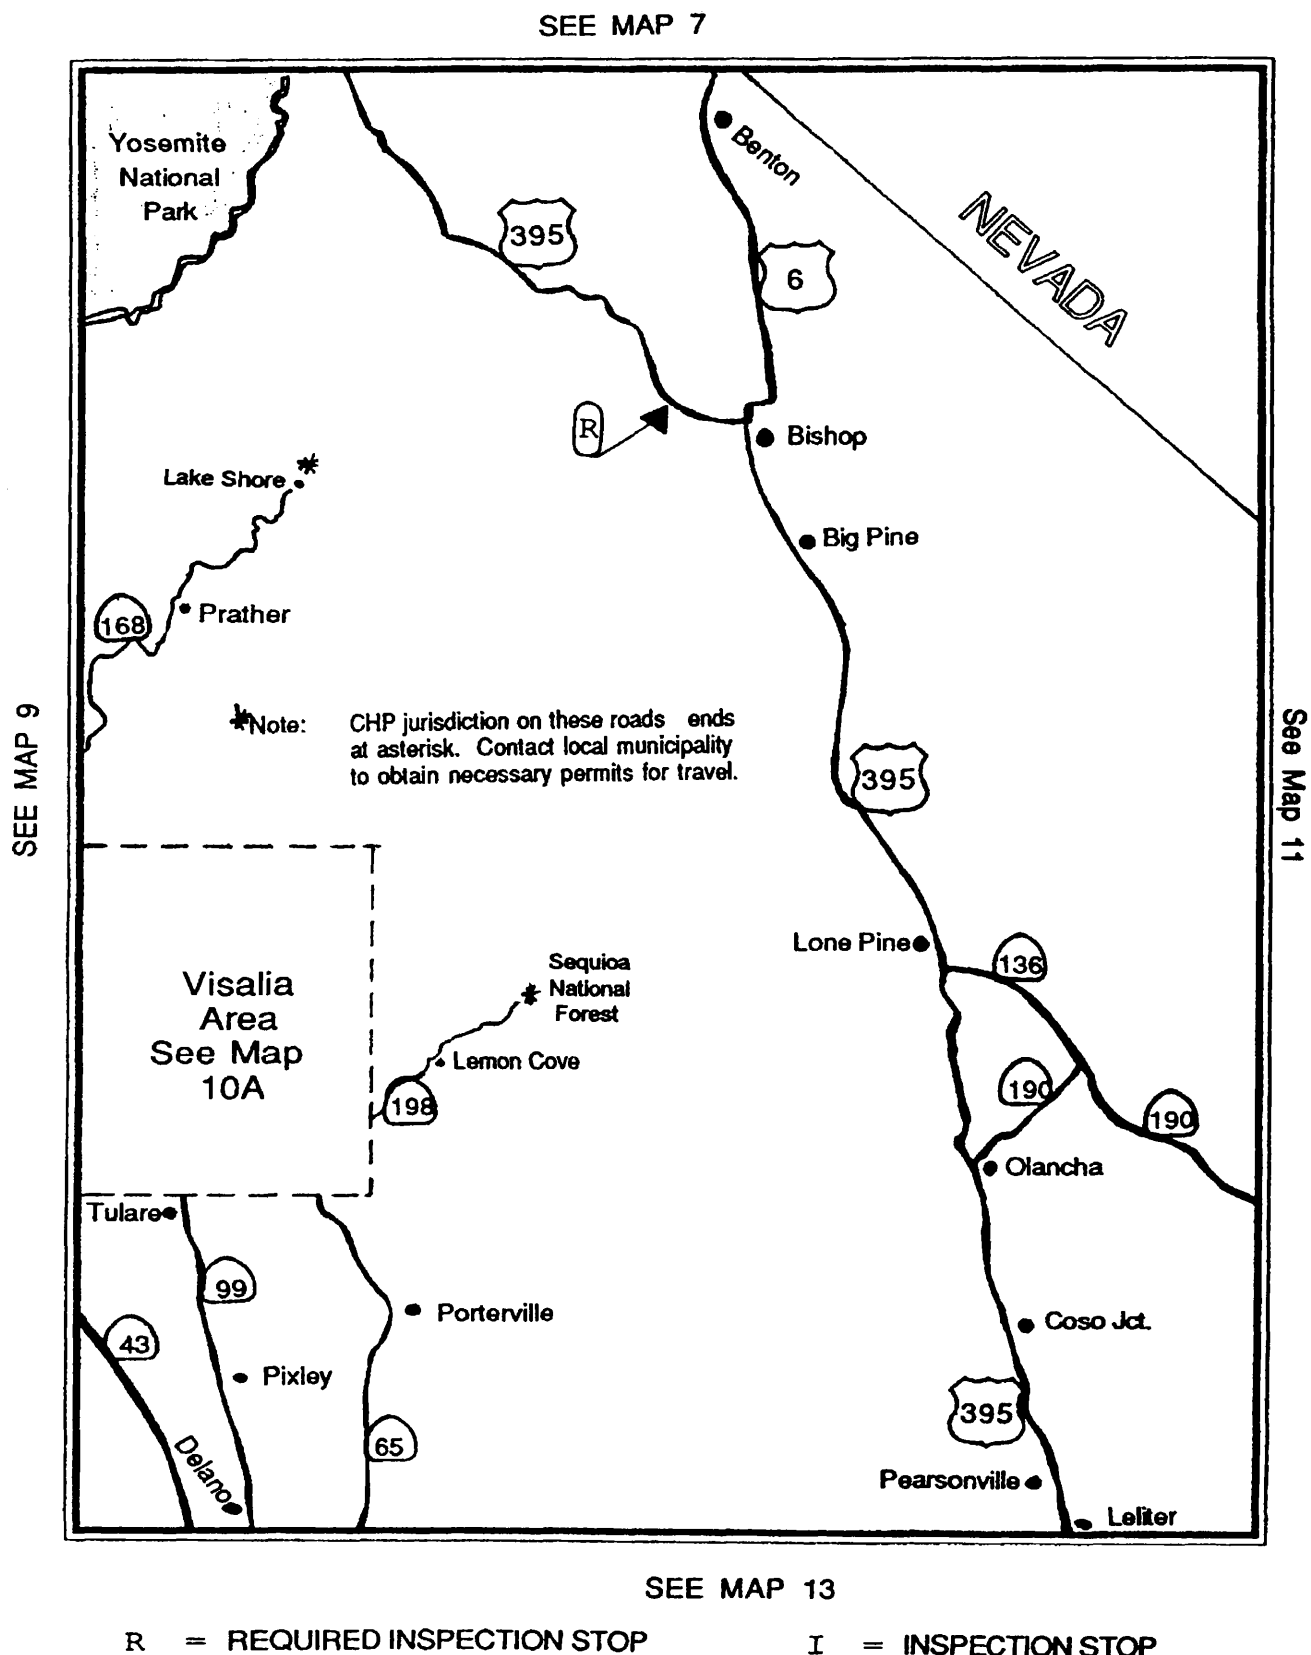 SEE MAP 7
Yosemite
National
Park
Benton
NEVADA
395
6
R
Bishop
Lake Shore
*
Big Pine
168
Prather
*Note: CHP jurisdiction on these roads ends
at asterisk. Contact local municipality
to obtain necessary permits for travel.
SEE MAP 9
See Map 11
395
Lone Pine
136
Visalia
Area
See Map
10A
Sequioa
National
Forest
*
Lemon Cove
198
190
190
Olancha
Tulare
99
43
Porterville
Coso Jct.
Pixley
395
65
Delano
Pearsonville
Leliter
SEE MAP 13
R = REQUIRED INSPECTION STOP
I = INSPECTION STOP